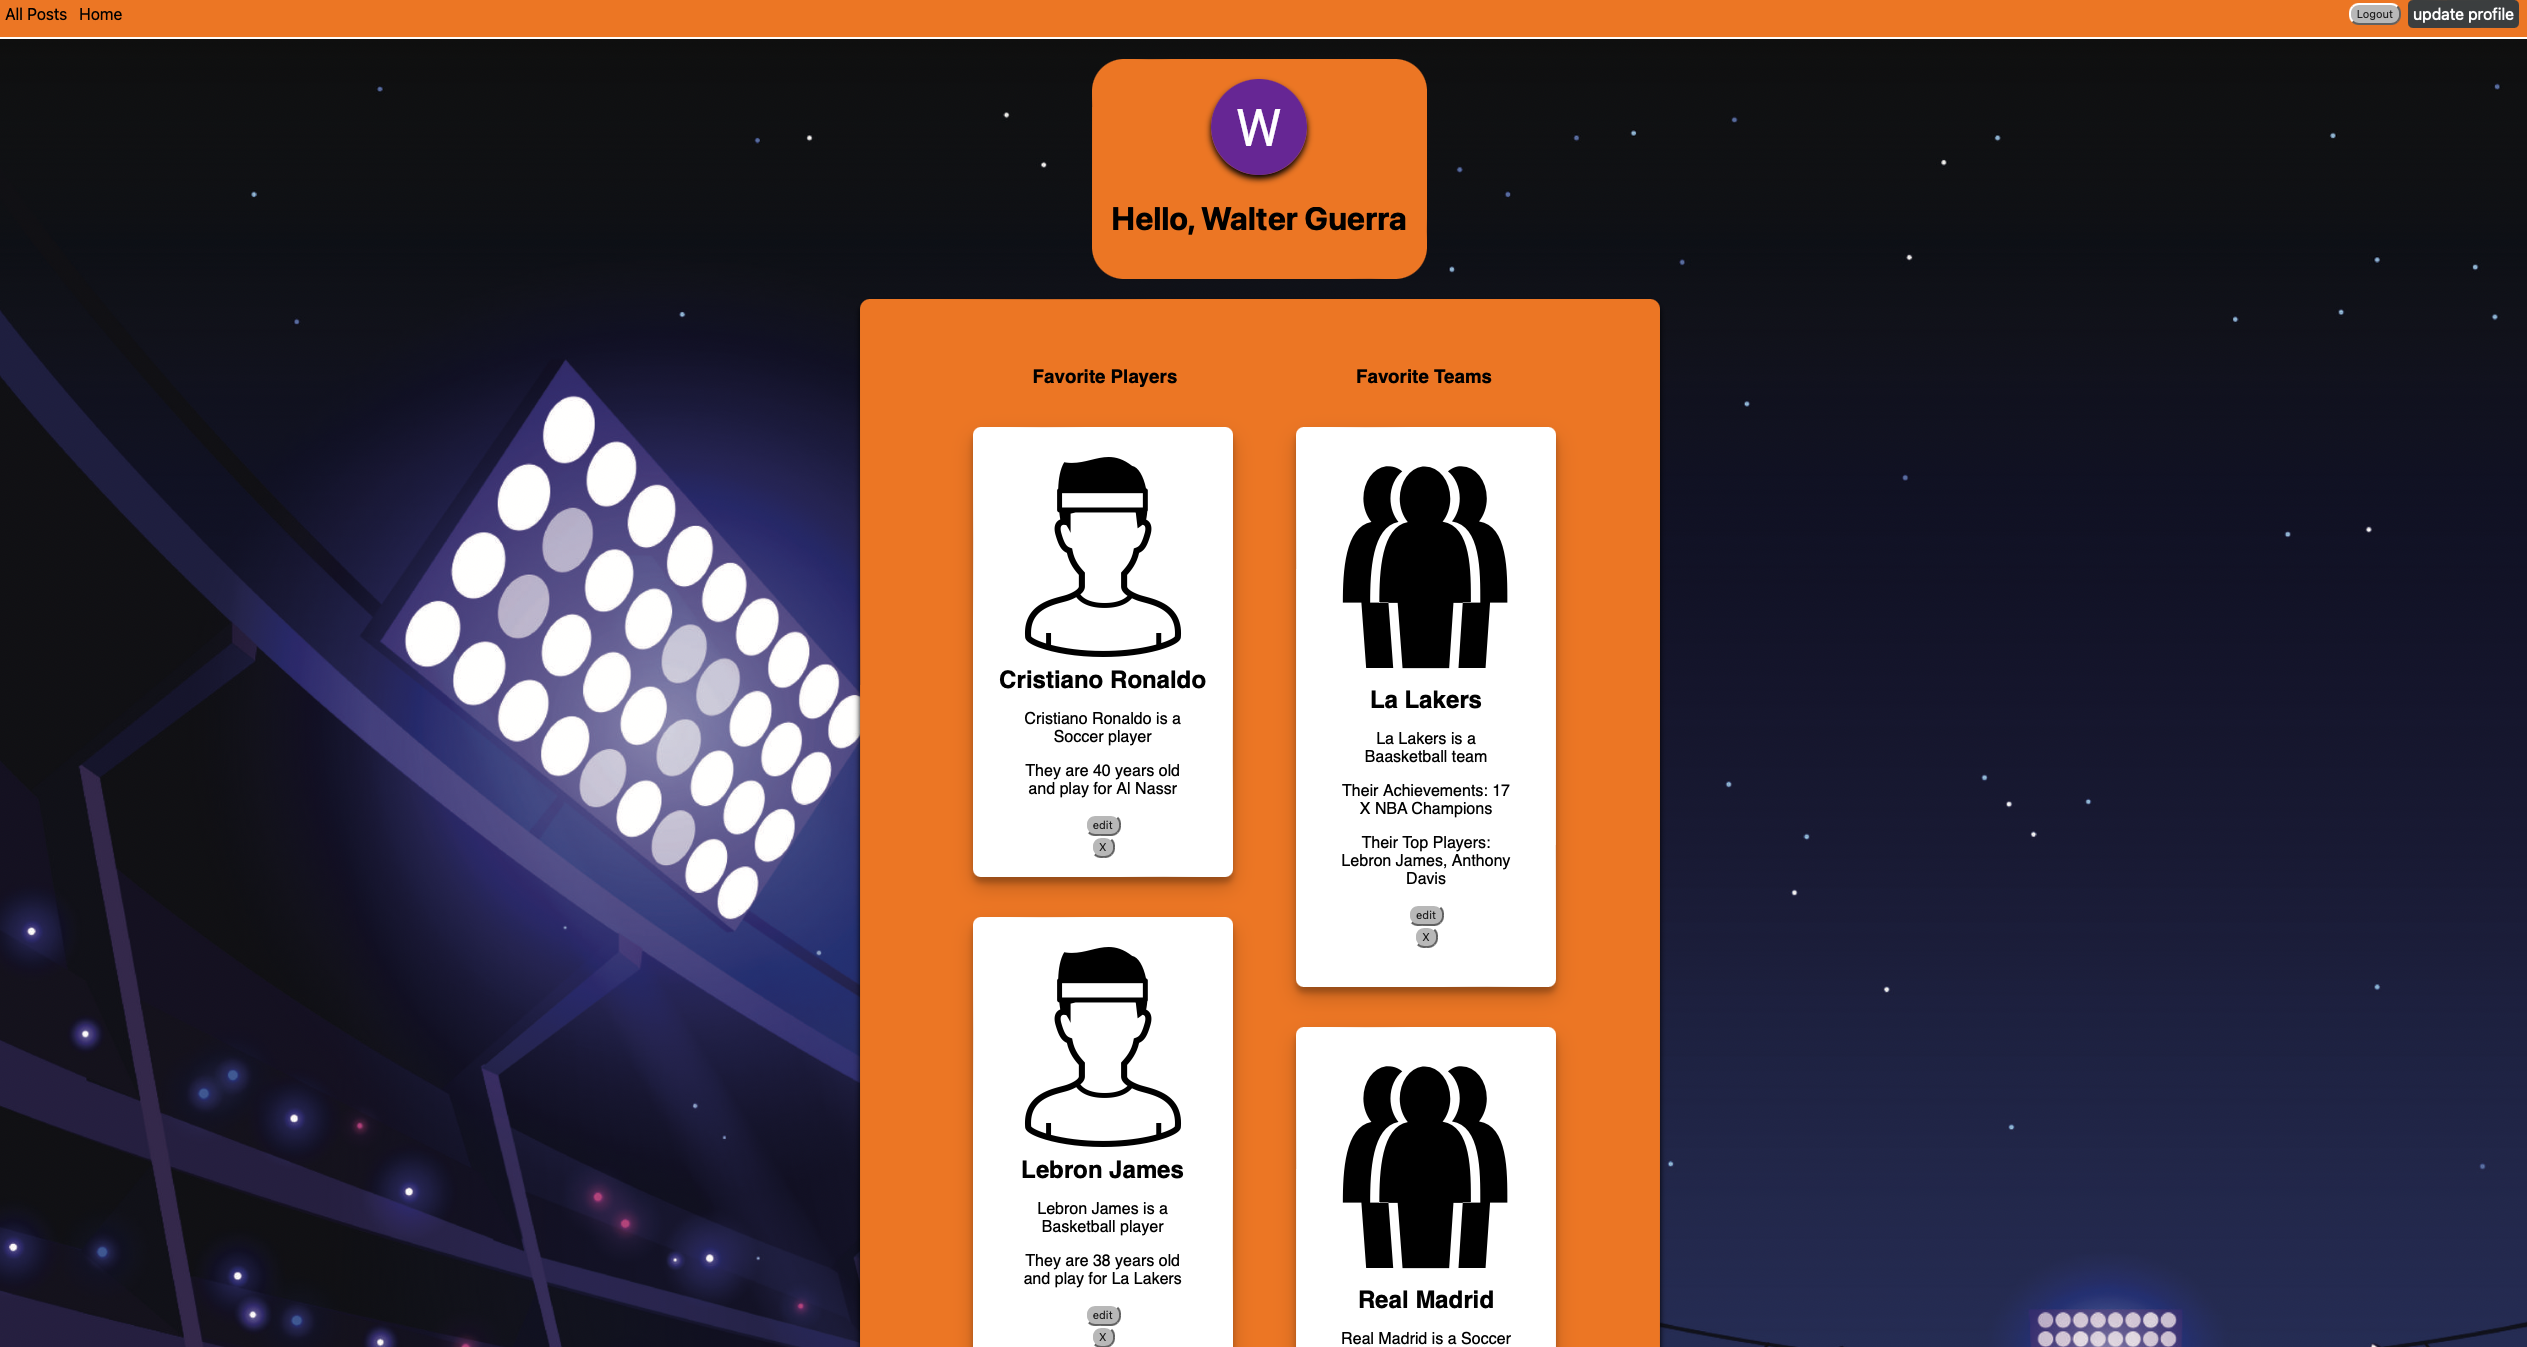 All Posts Home
Logout update profile
W
Hello, Walter Guerra
Favorite Players
Cristiano Ronaldo
Cristiano Ronaldo is a
Soccer player
They are 40 years old
and play for Al Nassr
edit
X
Lebron James
Lebron James is a
Basketball player
They are 38 years old
and play for La Lakers
edit
X
Favorite Teams
La Lakers
La Lakers is a
Baasketball team
Their Achievements: 17
X NBA Champions
Their Top Players:
Lebron James, Anthony
Davis
edit
X
Real Madrid
Real Madrid is a Soccer